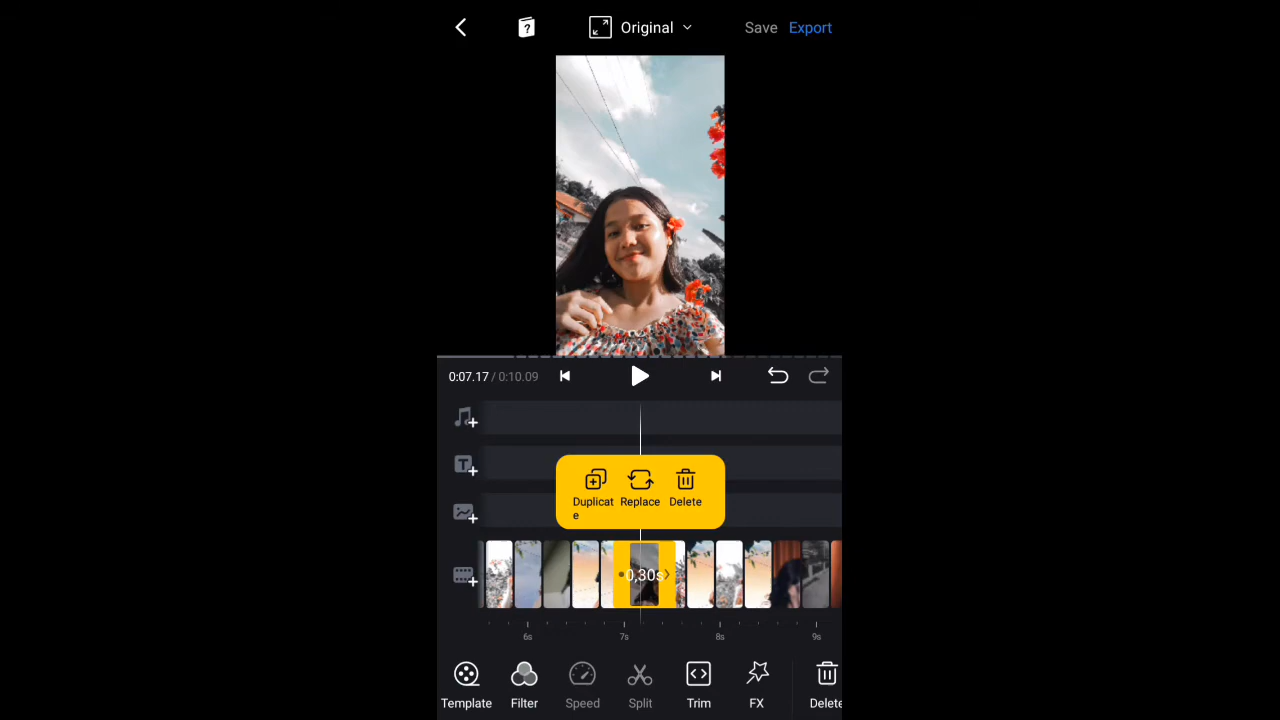 ?
Original
Save
Export
0:07.17 / 0:10.09
T
Duplicat
e
Replace
Delete
0,30s
6s
7s
8s
9s
Template
Filter
Speed
Split
Trim
FX
Delete